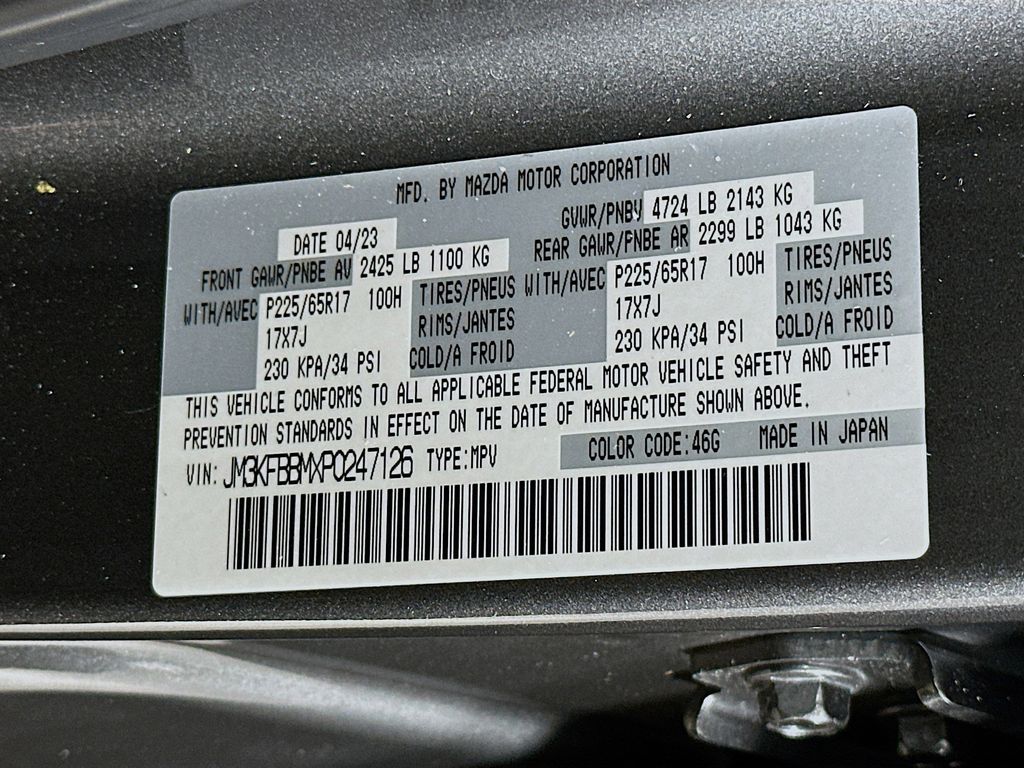 MFD. BY MAZDA MOTOR CORPORATION
DATE 04/23 GVWR/PNBV 4724 LB 2143 KG
FRONT GAWR/PNBE AV 2425 LB 1100 KG REAR GAWR/PNBE AR 2299 LB 1043 KG
WITH/AVEC P225/65R17 100H TIRES/PNEUS WITH/AVEC P225/65R17 100H TIRES/PNEUS
17X7J RIMS/JANTES 17X7J RIMS/JANTES
230 KPA/34 PSI COLD/A FROID 230 KPA/34 PSI COLD/A FROID
THIS VEHICLE CONFORMS TO ALL APPLICABLE FEDERAL MOTOR VEHICLE SAFETY AND THEFT
PREVENTION STANDARDS IN EFFECT ON THE DATE OF MANUFACTURE SHOWN ABOVE.
VIN: JM3KFBBMXP0247126 TYPE:MPV COLOR CODE:46G MADE IN JAPAN